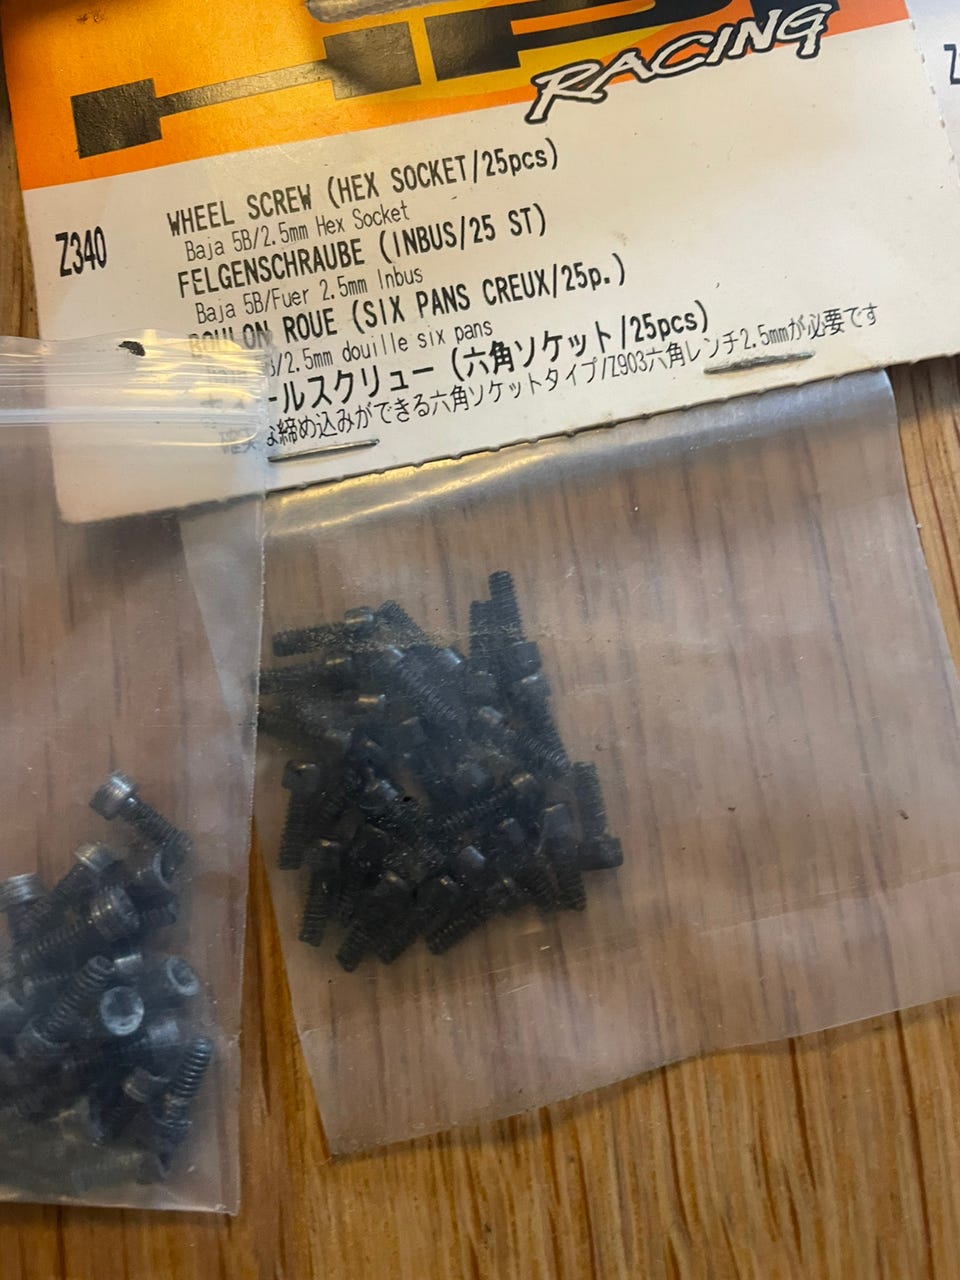 RACING
Z340
WHEEL SCREW (HEX SOCKET/25pcs)
Baja 5B/2.5mm Hex Socket
FELGENSCHRAUBE (INBUS/25 ST)
Baja 5B/Fuer 2.5mm Inbus
BOULON ROUE (SIX PANS CREUX/25p.)
/2.5mm douille six pans
ールスクリュー (六角ソケット/25pcs)
な締め込みができる六角ソケットタイプ/Z903六角レンチ2.5mmが必要です
Z